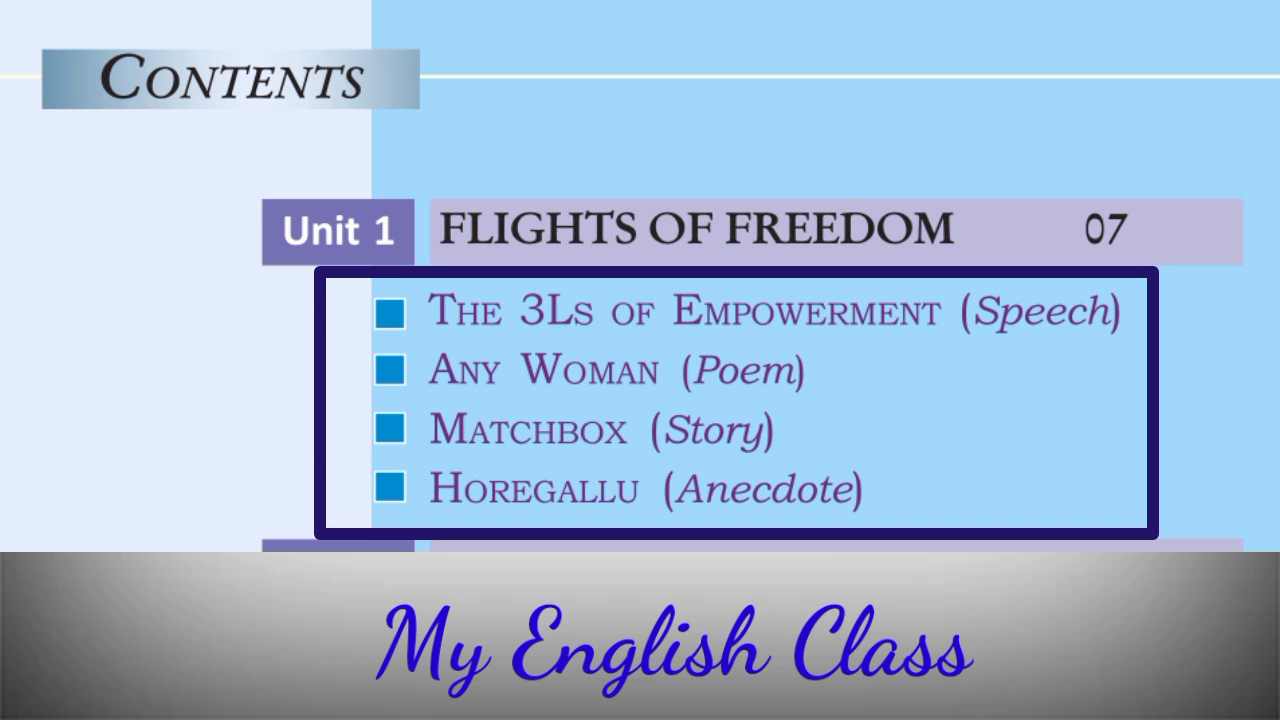 CONTENTS
Unit 1 FLIGHTS OF FREEDOM 07
THE 3LS OF EMPOWERMENT (Speech)
ANY WOMAN (Poem)
MATCHBOX (Story)
HOREGALLU (Anecdote)
My English Class